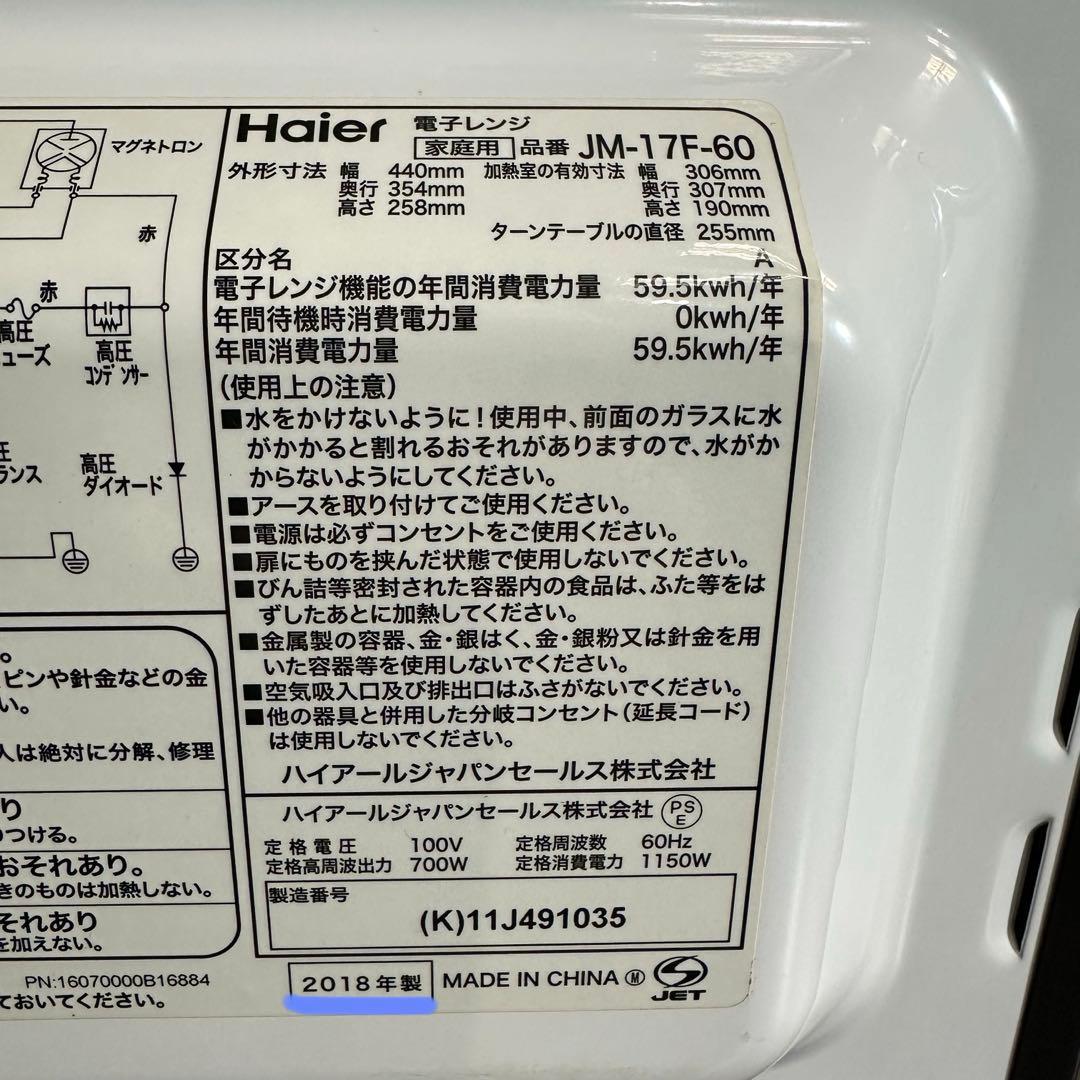 マグネトロン
赤
赤
高圧
ューズ
高圧
コンデンサー
圧
ランス
高圧
ダイオード
Haier 電子レンジ
家庭用 品番 JM-17F-60
外形寸法 幅 440mm 加熱室の有効寸法 幅 306mm
奥行 354mm 奥行 307mm
高さ 258mm 高さ 190mm
ターンテーブルの直径 255mm
区分名 A
電子レンジ機能の年間消費電力量 59.5kwh/年
年間待機時消費電力量 0kwh/年
年間消費電力量 59.5kwh/年
(使用上の注意)
■水をかけないように!使用中、前面のガラスに水
がかかると割れるおそれがありますので、水がか
からないようにしてください。
■アースを取り付けてご使用ください。
■電源は必ずコンセントをご使用ください。
■扉にものを挟んだ状態で使用しないでください。
■びん詰等密封された容器内の食品は、ふた等をは
ずしたあとに加熱してください。
■金属製の容器、金・銀はく、金・銀粉又は針金を用
いた容器等を使用しないでください。
■空気吸入口及び排出口はふさがないでください。
■他の器具と併用した分岐コンセント(延長コード)
は使用しないでください。
ハイアールジャパンセールス株式会社
ハイアールジャパンセールス株式会社 PSE
定格電圧 100V 定格周波数 60Hz
定格高周波出力 700W 定格消費電力 1150W
製造番号
(K)11J491035
2018年製 MADE IN CHINA M JET
。
ピンや針金などの金
い。
人は絶対に分解、修理
り
つける。
おそれあり。
きのものは加熱しない。
それあり
を加えない。
PN:16070000B16884
ておいてください。